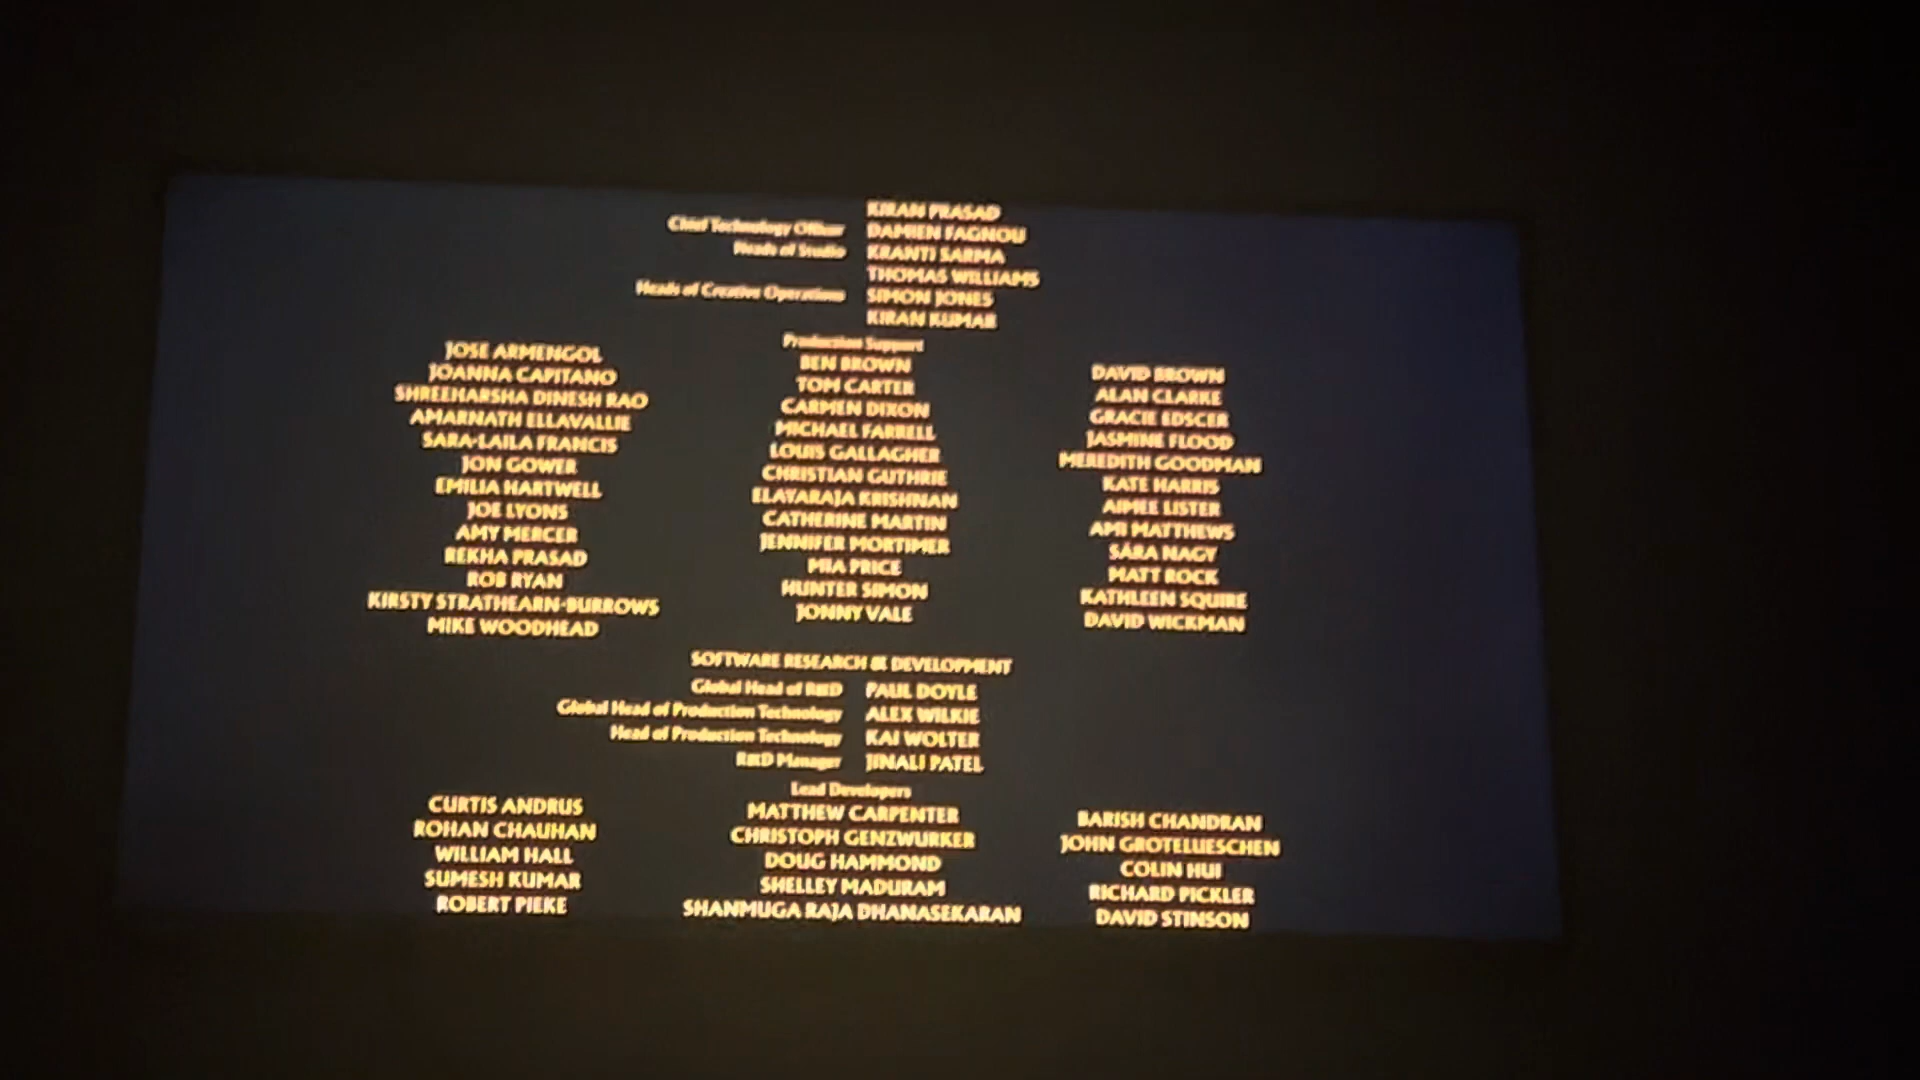 KIRAN PRASAD
Chief Technology Officer DAMIEN FAGNOU
Heads of Studio KRANTI SARMA
THOMAS WILLIAMS
Heads of Creative Operations SIMON JONES
KIRAN KUMAR
Production Support
JOSE ARMENGOL BEN BROWN DAVID BROWN
JOANNA CAPITANO TOM CARTER ALAN CLARKE
SHREEHARSHA DINESH RAO CARMEN DIXON GRACIE EDSCER
AMARNATH ELLAVALLIE MICHAEL FARRELL JASMINE FLOOD
SARA-LAILA FRANCIS LOUIS GALLAGHER MEREDITH GOODMAN
JON GOWER CHRISTIAN GUTHRIE KATE HARRIS
EMILIA HARTWELL ELAYARAJA KRISHNAN AIMEE LISTER
JOE LYONS CATHERINE MARTIN AMI MATTHEWS
AMY MERCER JENNIFER MORTIMER SÁRA NAGY
REKHA PRASAD MIA PRICE MATT ROCK
ROB RYAN HUNTER SIMON KATHLEEN SQUIRE
KIRSTY STRATHEARN-BURROWS JONNY VALE DAVID WICKMAN
MIKE WOODHEAD
SOFTWARE RESEARCH & DEVELOPMENT
Global Head of R&D PAUL DOYLE
Global Head of Production Technology ALEX WILKIE
Head of Production Technology KAI WOLTER
R&D Manager JINALI PATEL
Lead Developers
CURTIS ANDRUS MATTHEW CARPENTER BARISH CHANDRAN
ROHAN CHAUHAN CHRISTOPH GENZWURKER JOHN GROTELUESCHEN
WILLIAM HALL DOUG HAMMOND COLIN HUI
SUMESH KUMAR SHELLEY MADURAM RICHARD PICKLER
ROBERT PIEKE SHANMUGA RAJA DHANASEKARAN DAVID STINSON